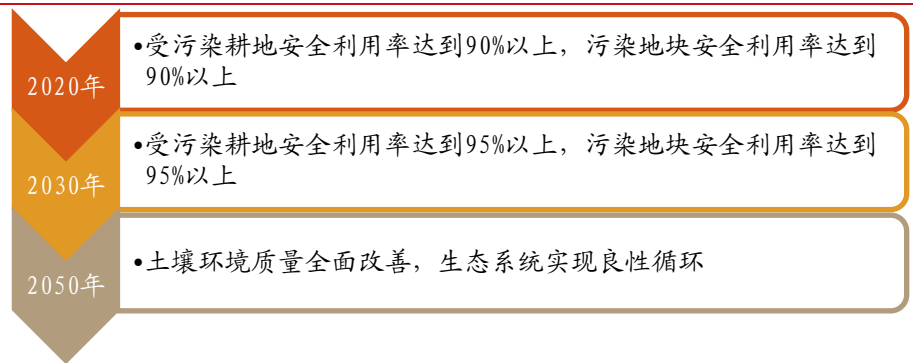 2020年
•受污染耕地安全利用率达到90%以上，污染地块安全利用率达到
90%以上
2030年
•受污染耕地安全利用率达到95%以上，污染地块安全利用率达到
95%以上
2050年
•土壤环境质量全面改善，生态系统实现良性循环